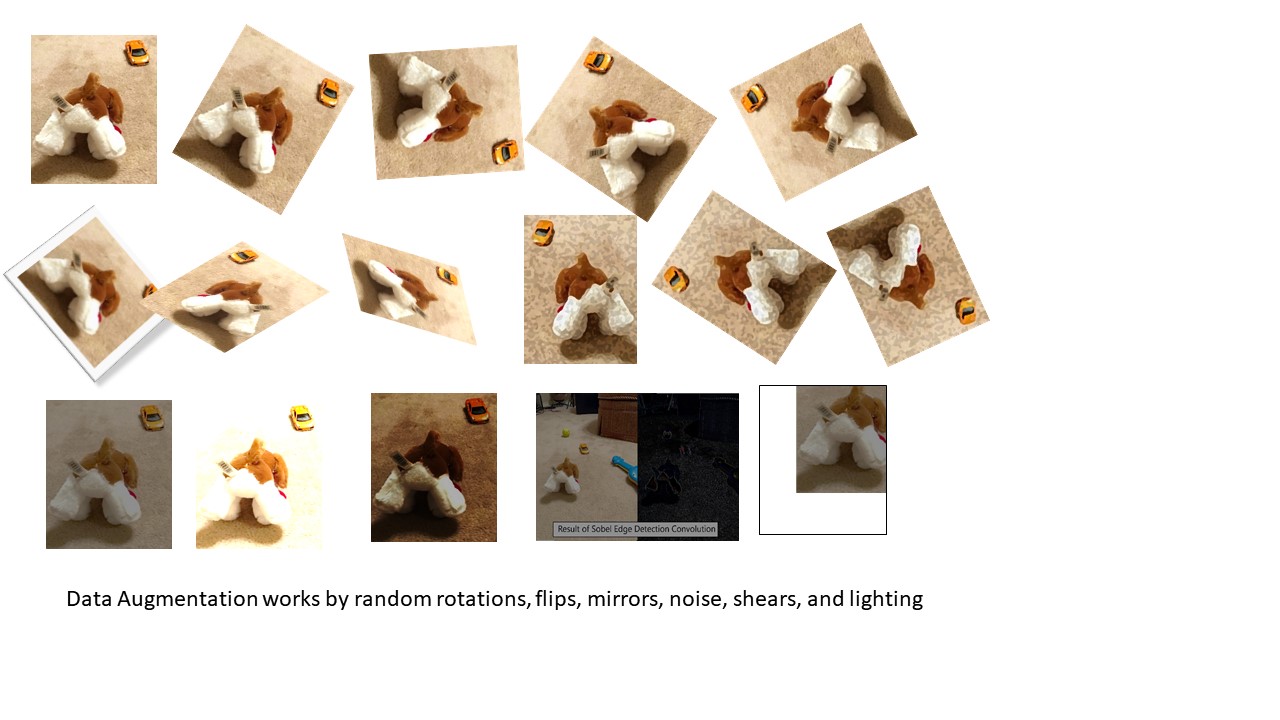 Result of Sobel Edge Detection Convolution
Data Augmentation works by random rotations, flips, mirrors, noise, shears, and lighting